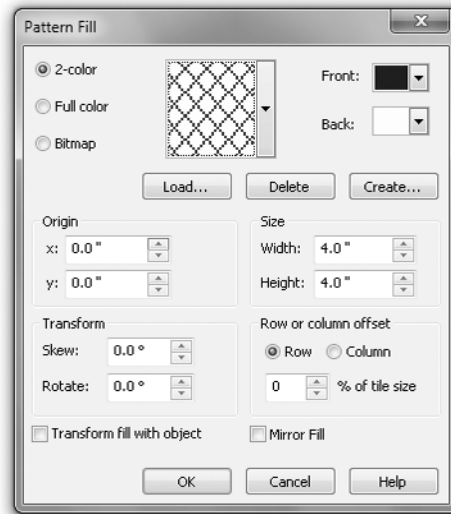 Pattern Fill
2-color
Full color
Bitmap
Front:
Back:
Load... Delete Create...
Origin
x: 0.0 "
y: 0.0 "
Size
Width: 4.0 "
Height: 4.0 "
Transform
Skew: 0.0 °
Rotate: 0.0 °
Row or column offset
Row Column
0 % of tile size
Transform fill with object
Mirror Fill
OK Cancel Help